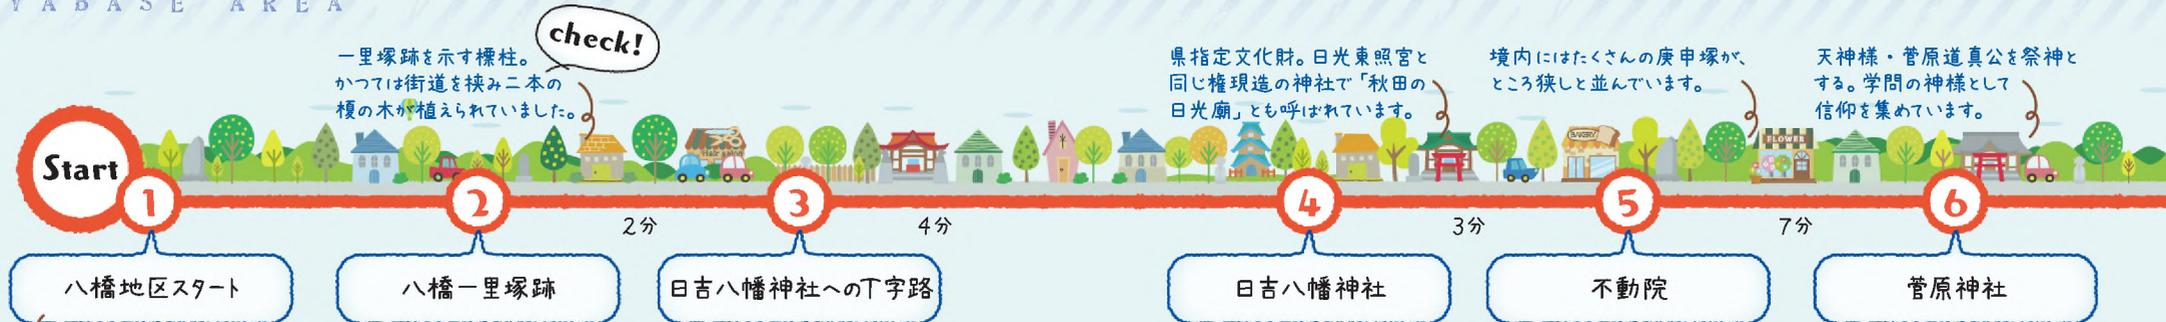 YABASE AREA
check!
一里塚跡を示す標柱。
かつては街道を挟み二本の
榎の木が植えられていました。
県指定文化財。日光東照宮と
同じ権現造の神社で「秋田の
日光廟」とも呼ばれています。
境内にはたくさんの庚申塚が、
ところ狭しと並んでいます。
天神様・菅原道真公を祭神と
する。学問の神様として
信仰を集めています。
BAKERY
FLOWER
Start
1
2
3
4
5
6
2分
4分
3分
7分
八橋地区スタート
八橋一里塚跡
日吉八幡神社への丁字路
日吉八幡神社
不動院
菅原神社